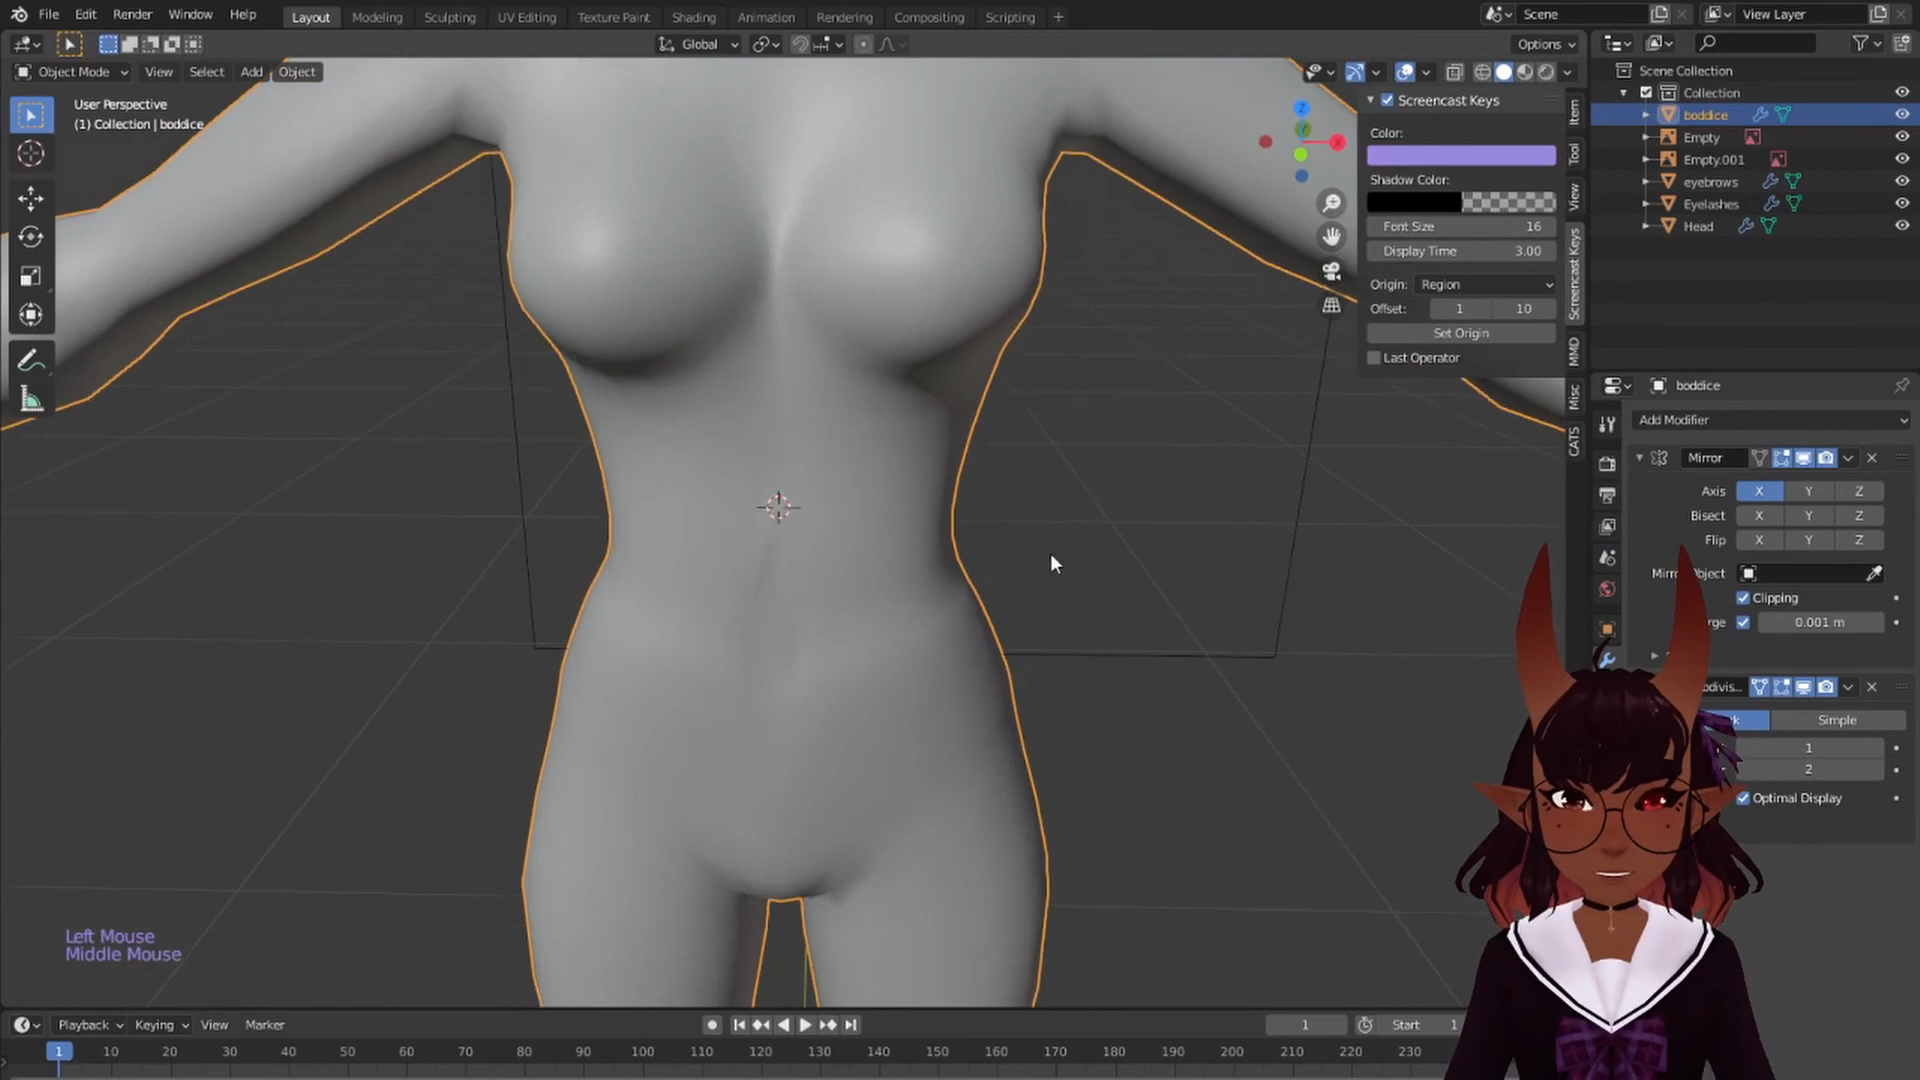 File Edit Render Window Help
Layout Modeling Sculpting UV Editing Texture Paint Shading Animation Rendering Compositing Scripting +
Scene
View Layer
Global
Options
Object Mode View Select Add Object
User Perspective
(1) Collection | boddice
Screencast Keys
Color:
Shadow Color:
Font Size 16
Display Time 3.00
Origin: Region
Offset: 1 10
Set Origin
Last Operator
Item
Tool
View
Screencast Keys
MMD
Misc
CATS
Z
X
Scene Collection
Collection
boddice
Empty
Empty.001
eyebrows
Eyelashes
Head
boddice
Add Modifier
Mirror
Axis X Y Z
Bisect X Y Z
Flip X Y Z
Object
Clipping
0.001 m
Simple
1
2
Optimal Display
Left Mouse
Middle Mouse
Playback Keying View Marker
1
Start 1
1 10 20 30 40 50 60 70 80 90 100 110 120 130 140 150 160 170 180 190 200 210 220 230